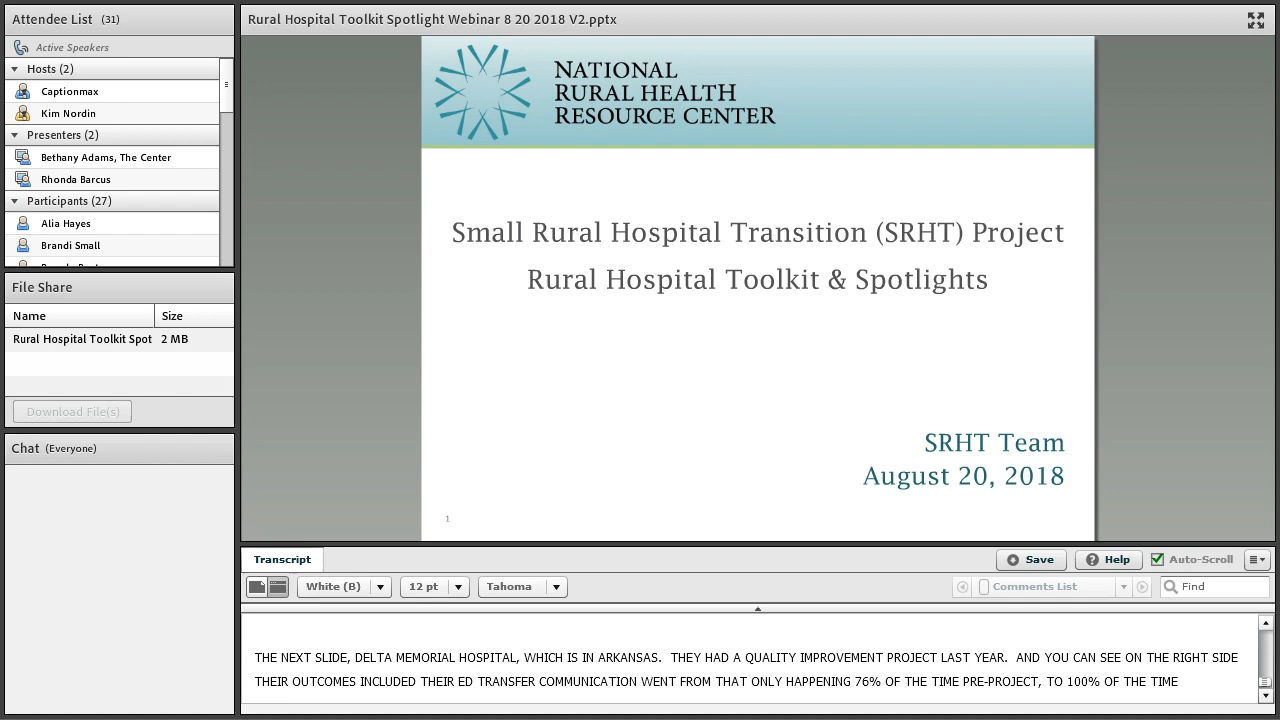 Attendee List (31)
Active Speakers
Hosts (2)
Captionmax
Kim Nordin
Presenters (2)
Bethany Adams, The Center
Rhonda Barcus
Participants (27)
Alia Hayes
Brandi Small
File Share
Name Size
Rural Hospital Toolkit Spot 2 MB
Download File(s)
Chat (Everyone)
Rural Hospital Toolkit Spotlight Webinar 8 20 2018 V2.pptx
NATIONAL
RURAL HEALTH
RESOURCE CENTER
Small Rural Hospital Transition (SRHT) Project
Rural Hospital Toolkit & Spotlights
SRHT Team
August 20, 2018
1
Transcript Save Help Auto-Scroll
White (B) 12 pt Tahoma Comments List Find
THE NEXT SLIDE, DELTA MEMORIAL HOSPITAL, WHICH IS IN ARKANSAS. THEY HAD A QUALITY IMPROVEMENT PROJECT LAST YEAR. AND YOU CAN SEE ON THE RIGHT SIDE
THEIR OUTCOMES INCLUDED THEIR ED TRANSFER COMMUNICATION WENT FROM THAT ONLY HAPPENING 76% OF THE TIME PRE-PROJECT, TO 100% OF THE TIME